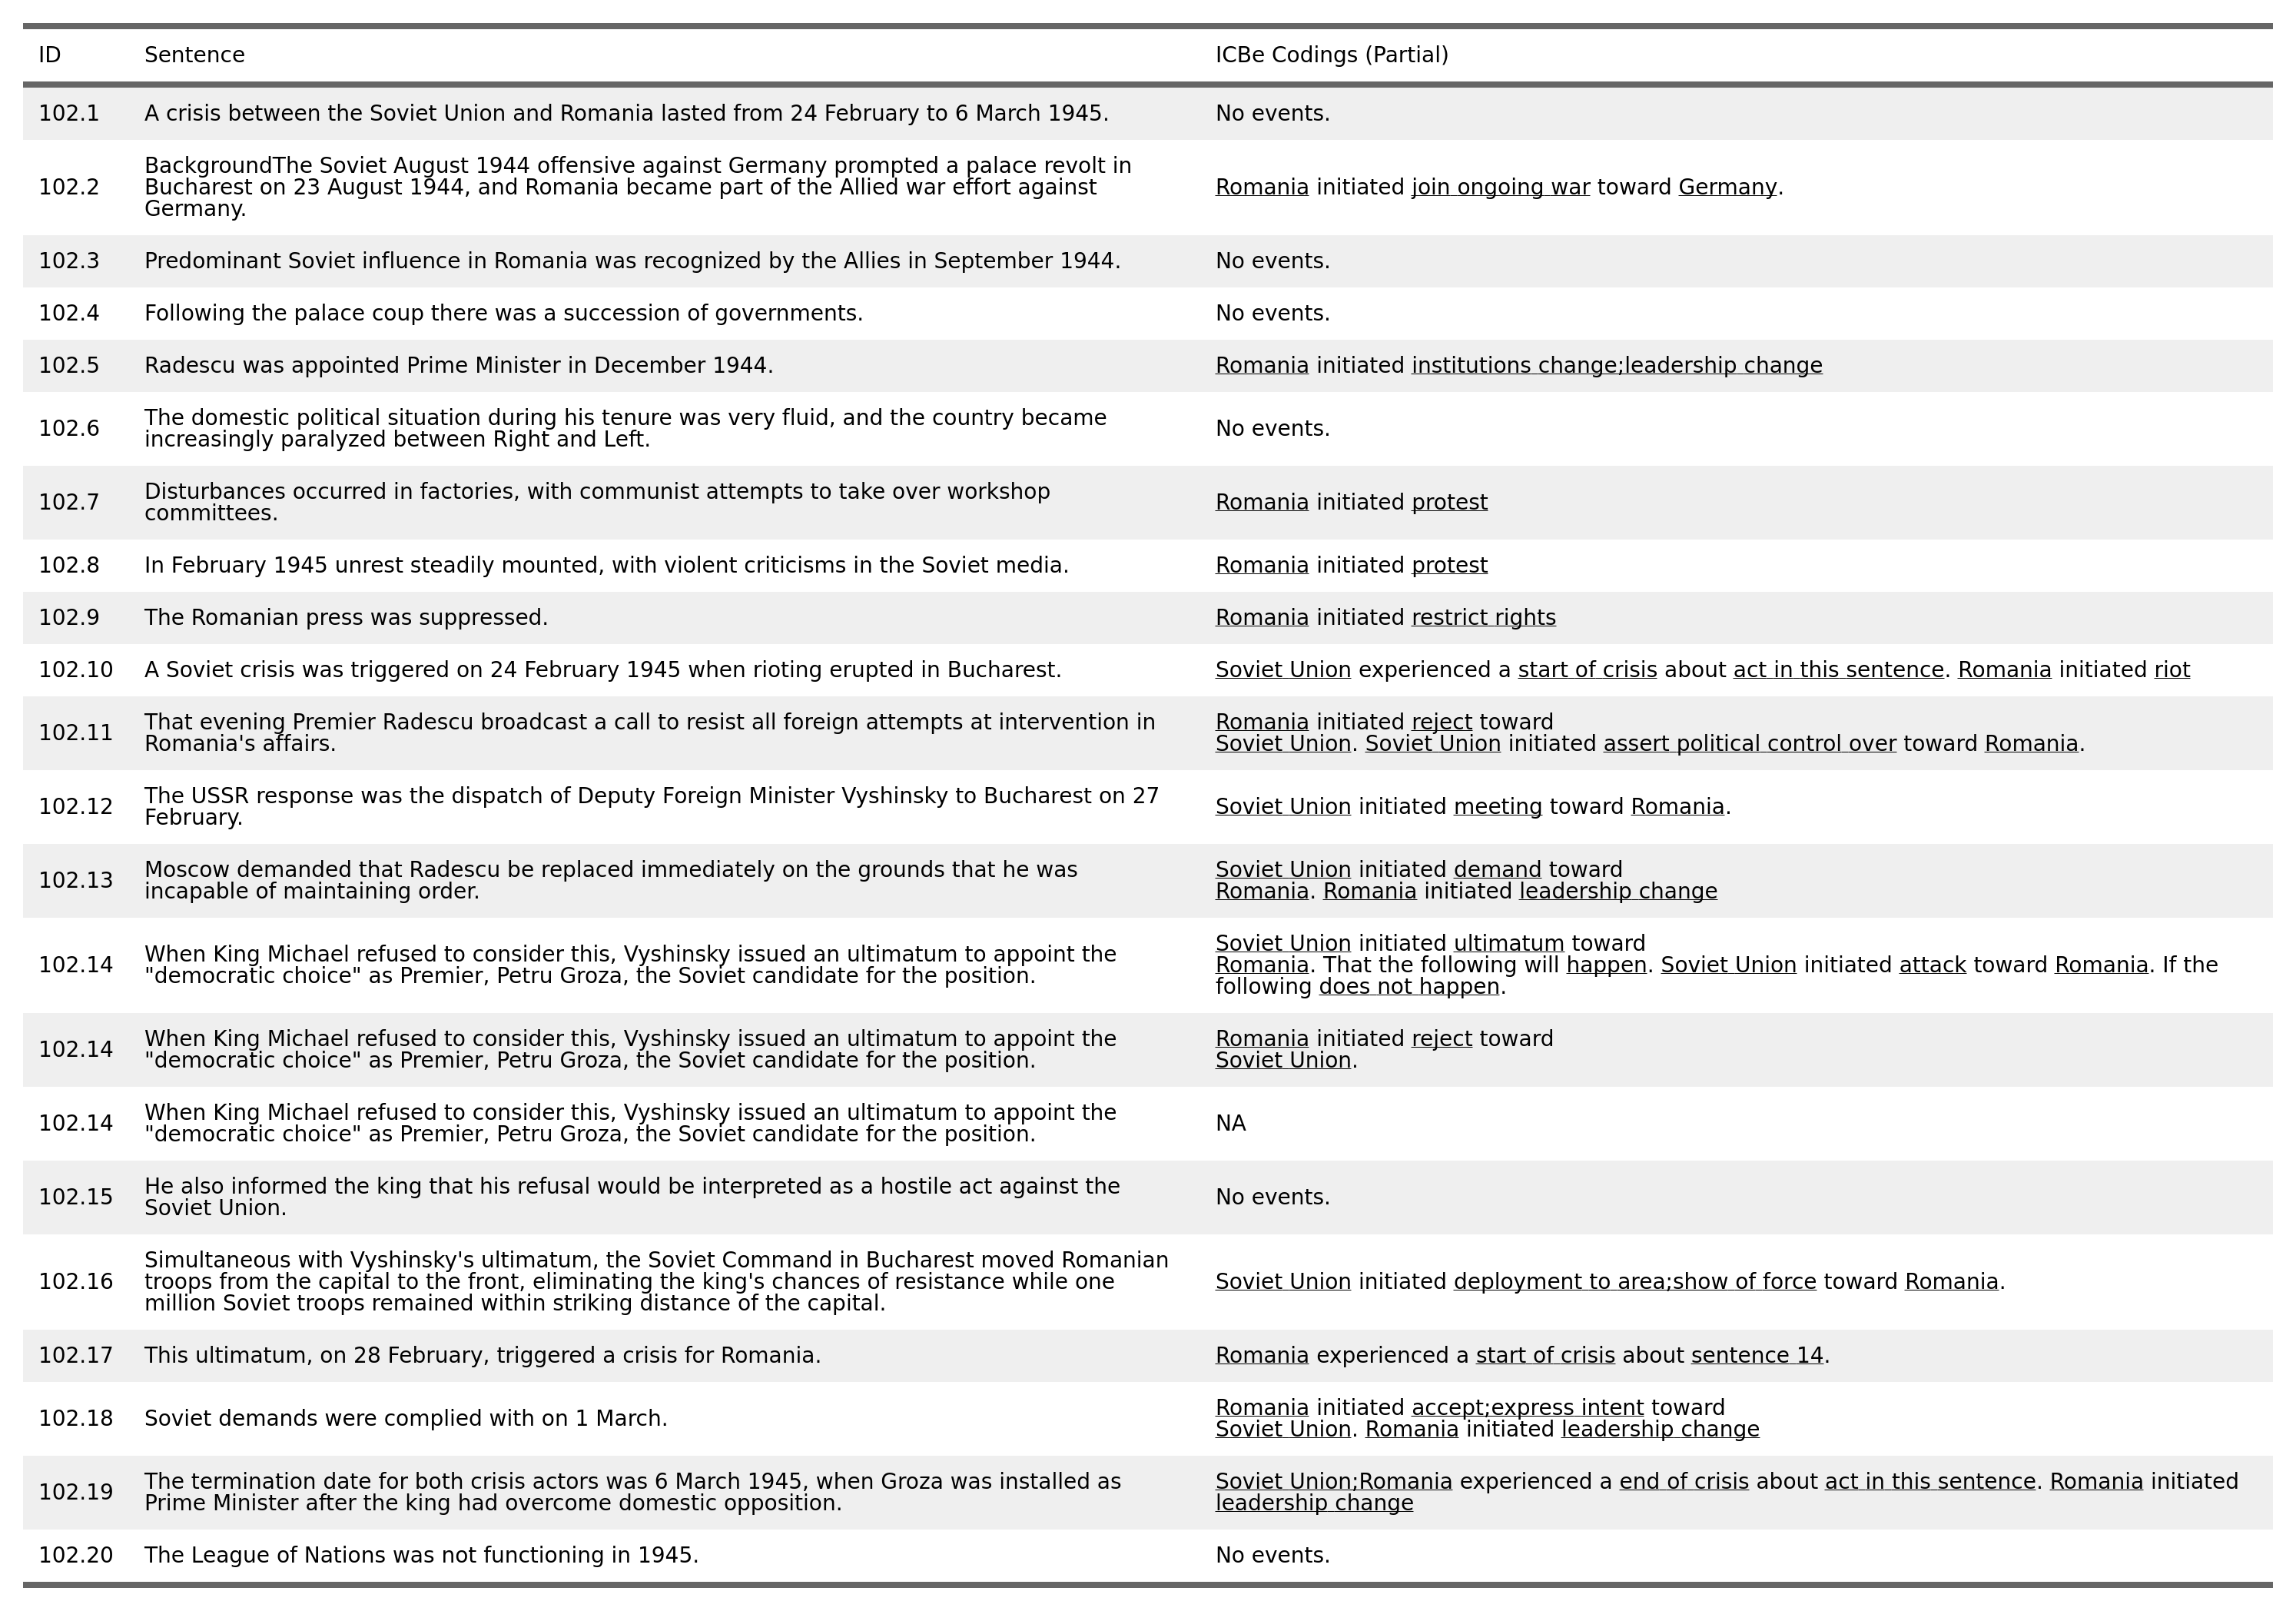 ID Sentence ICBe Codings (Partial)
102.1 A crisis between the Soviet Union and Romania lasted from 24 February to 6 March 1945. No events.
BackgroundThe Soviet August 1944 offensive against Germany prompted a palace revolt in
102.2 Bucharest on 23 August 1944, and Romania became part of the Allied war effort against Romania initiated join ongoing war toward Germany.
Germany.
102.3 Predominant Soviet influence in Romania was recognized by the Allies in September 1944. No events.
102.4 Following the palace coup there was a succession of governments. No events.
102.5 Radescu was appointed Prime Minister in December 1944. Romania initiated institutions change;leadership change
102.6 The domestic political situation during his tenure was very fluid, and the country became No events.
increasingly paralyzed between Right and Left.
102.7 Disturbances occurred in factories, with communist attempts to take over workshop Romania initiated protest
committees.
102.8 In February 1945 unrest steadily mounted, with violent criticisms in the Soviet media. Romania initiated protest
102.9 The Romanian press was suppressed. Romania initiated restrict rights
102.10 A Soviet crisis was triggered on 24 February 1945 when rioting erupted in Bucharest. Soviet Union experienced a start of crisis about act in this sentence. Romania initiated riot
102.11 That evening Premier Radescu broadcast a call to resist all foreign attempts at intervention in Romania initiated reject toward
Romania's affairs. Soviet Union. Soviet Union initiated assert political control over toward Romania.
102.12 The USSR response was the dispatch of Deputy Foreign Minister Vyshinsky to Bucharest on 27 Soviet Union initiated meeting toward Romania.
February.
102.13 Moscow demanded that Radescu be replaced immediately on the grounds that he was Soviet Union initiated demand toward
incapable of maintaining order. Romania. Romania initiated leadership change
Soviet Union initiated ultimatum toward
102.14 When King Michael refused to consider this, Vyshinsky issued an ultimatum to appoint the Romania. That the following will happen. Soviet Union initiated attack toward Romania. If the
"democratic choice" as Premier, Petru Groza, the Soviet candidate for the position. following does not happen.
102.14 When King Michael refused to consider this, Vyshinsky issued an ultimatum to appoint the Romania initiated reject toward
"democratic choice" as Premier, Petru Groza, the Soviet candidate for the position. Soviet Union.
102.14 When King Michael refused to consider this, Vyshinsky issued an ultimatum to appoint the NA
"democratic choice" as Premier, Petru Groza, the Soviet candidate for the position.
102.15 He also informed the king that his refusal would be interpreted as a hostile act against the No events.
Soviet Union.
Simultaneous with Vyshinsky's ultimatum, the Soviet Command in Bucharest moved Romanian
102.16 troops from the capital to the front, eliminating the king's chances of resistance while one Soviet Union initiated deployment to area;show of force toward Romania.
million Soviet troops remained within striking distance of the capital.
102.17 This ultimatum, on 28 February, triggered a crisis for Romania. Romania experienced a start of crisis about sentence 14.
102.18 Soviet demands were complied with on 1 March. Romania initiated accept;express intent toward
Soviet Union. Romania initiated leadership change
102.19 The termination date for both crisis actors was 6 March 1945, when Groza was installed as Soviet Union;Romania experienced a end of crisis about act in this sentence. Romania initiated
Prime Minister after the king had overcome domestic opposition. leadership change
102.20 The League of Nations was not functioning in 1945. No events.